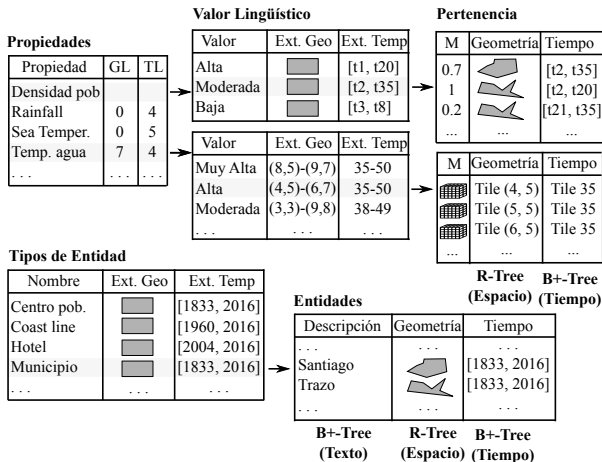 Propiedades
Propiedad GL TL
Densidad pob
Rainfall 0 4
Sea Temper. 0 5
Temp. agua 7 4
. . . . . . . . .
Valor Lingüístico
Valor Ext. Geo Ext. Temp
Alta [t1, t20]
Moderada [t2, t35]
Baja [t3, t8]
Valor Ext. Geo Ext. Temp
Muy Alta (8,5)-(9,7) 35-50
Alta (4,5)-(6,7) 35-50
Moderada (3,3)-(9,8) 38-49
. . . . . . . . .
Pertenencia
M Geometría Tiempo
0.7 [t2, t35]
1 [t2, t20]
0.2 [t21, t35]
... ... ...
M Geometría Tiempo
Tile (4, 5) Tile 35
Tile (5, 5) Tile 35
Tile (6, 5) Tile 35
... ... ...
R-Tree B+-Tree
(Espacio) (Tiempo)
Tipos de Entidad
Nombre Ext. Geo Ext. Temp
Centro pob. [1833, 2016]
Coast line [1960, 2016]
Hotel [2004, 2016]
Municipio [1833, 2016]
. . . . . . . . .
Entidades
Descripción Geometría Tiempo
. . . . . . . . .
Santiago [1833, 2016]
Trazo [1833, 2016]
. . . . . . . . .
B+-Tree R-Tree B+-Tree
(Texto) (Espacio) (Tiempo)